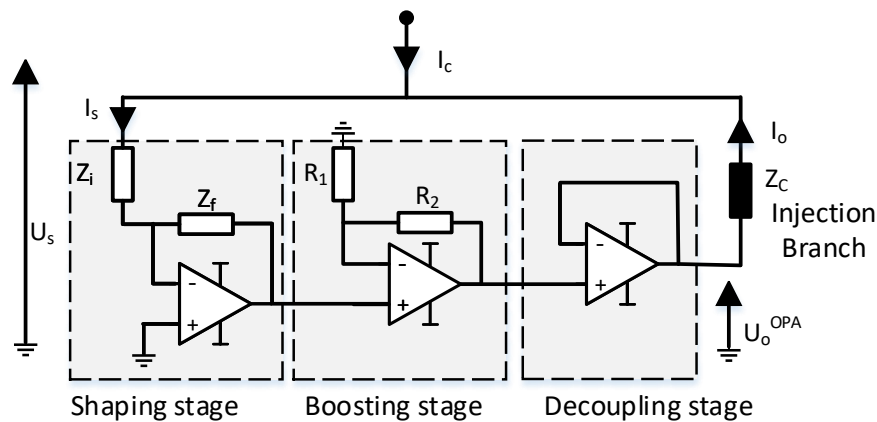 I_c
I_s
I_o
Z_i
R_1
Z_C
Z_f
R_2
Injection
Branch
U_s
-
+
-
+
-
+
U_o^OPA
Shaping stage
Boosting stage
Decoupling stage